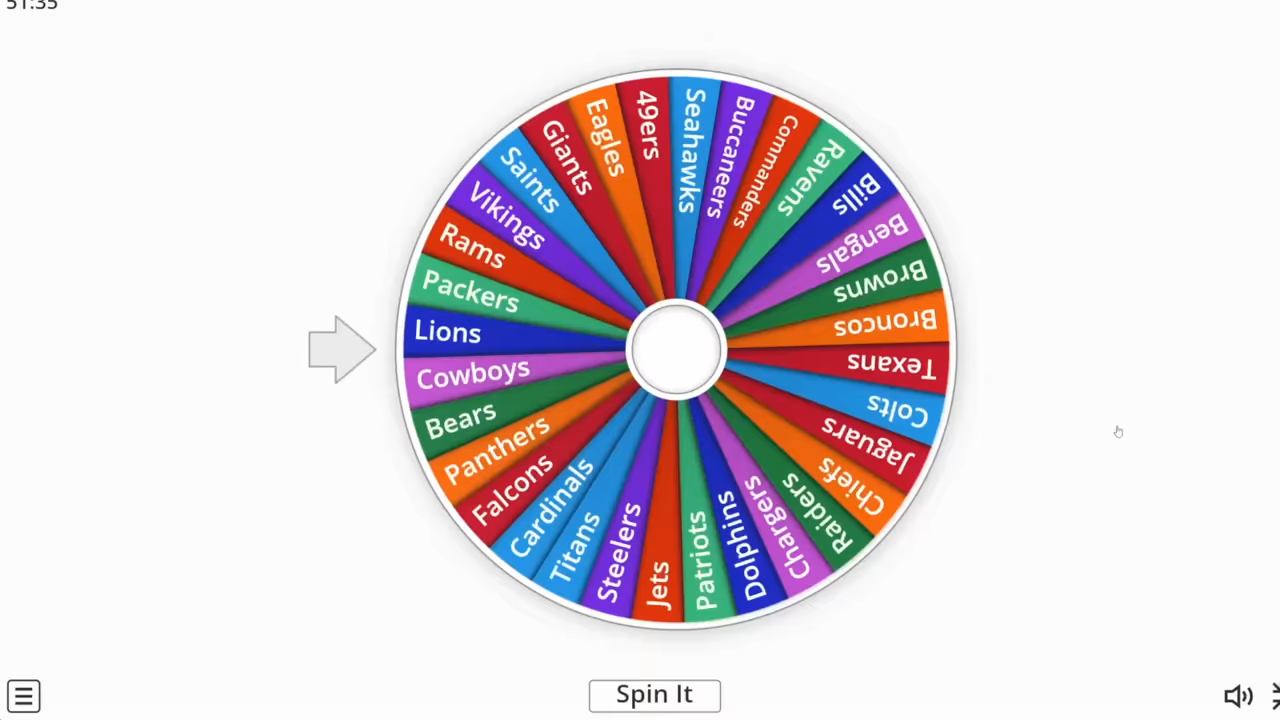 51:35
49ers
Seahawks
Buccaneers
Commanders
Ravens
Bills
Bengals
Browns
Broncos
Texans
Colts
Jaguars
Chiefs
Raiders
Chargers
Dolphins
Patriots
Jets
Steelers
Titans
Cardinals
Falcons
Panthers
Bears
Cowboys
Lions
Packers
Rams
Vikings
Saints
Giants
Eagles
Spin It